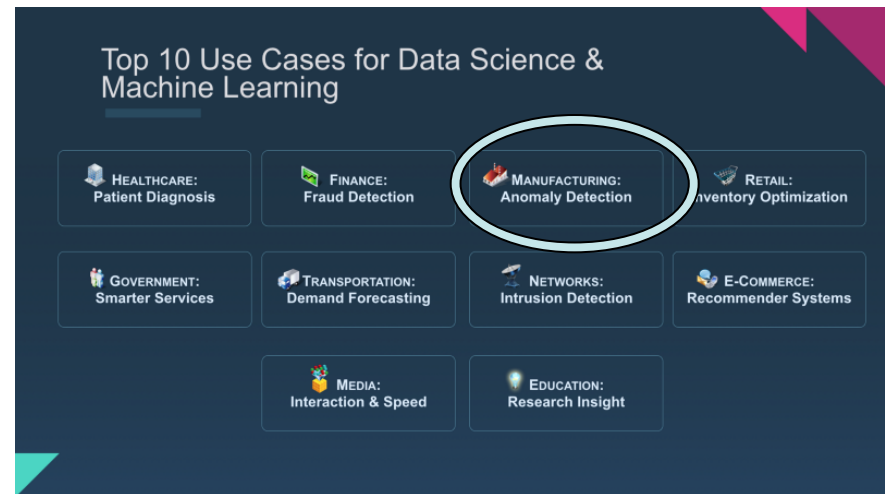 Top 10 Use Cases for Data Science &
Machine Learning
HEALTHCARE:
Patient Diagnosis
FINANCE:
Fraud Detection
MANUFACTURING:
Anomaly Detection
RETAIL:
nventory Optimization
GOVERNMENT:
Smarter Services
TRANSPORTATION:
Demand Forecasting
NETWORKS:
Intrusion Detection
E-COMMERCE:
Recommender Systems
MEDIA:
Interaction & Speed
EDUCATION:
Research Insight